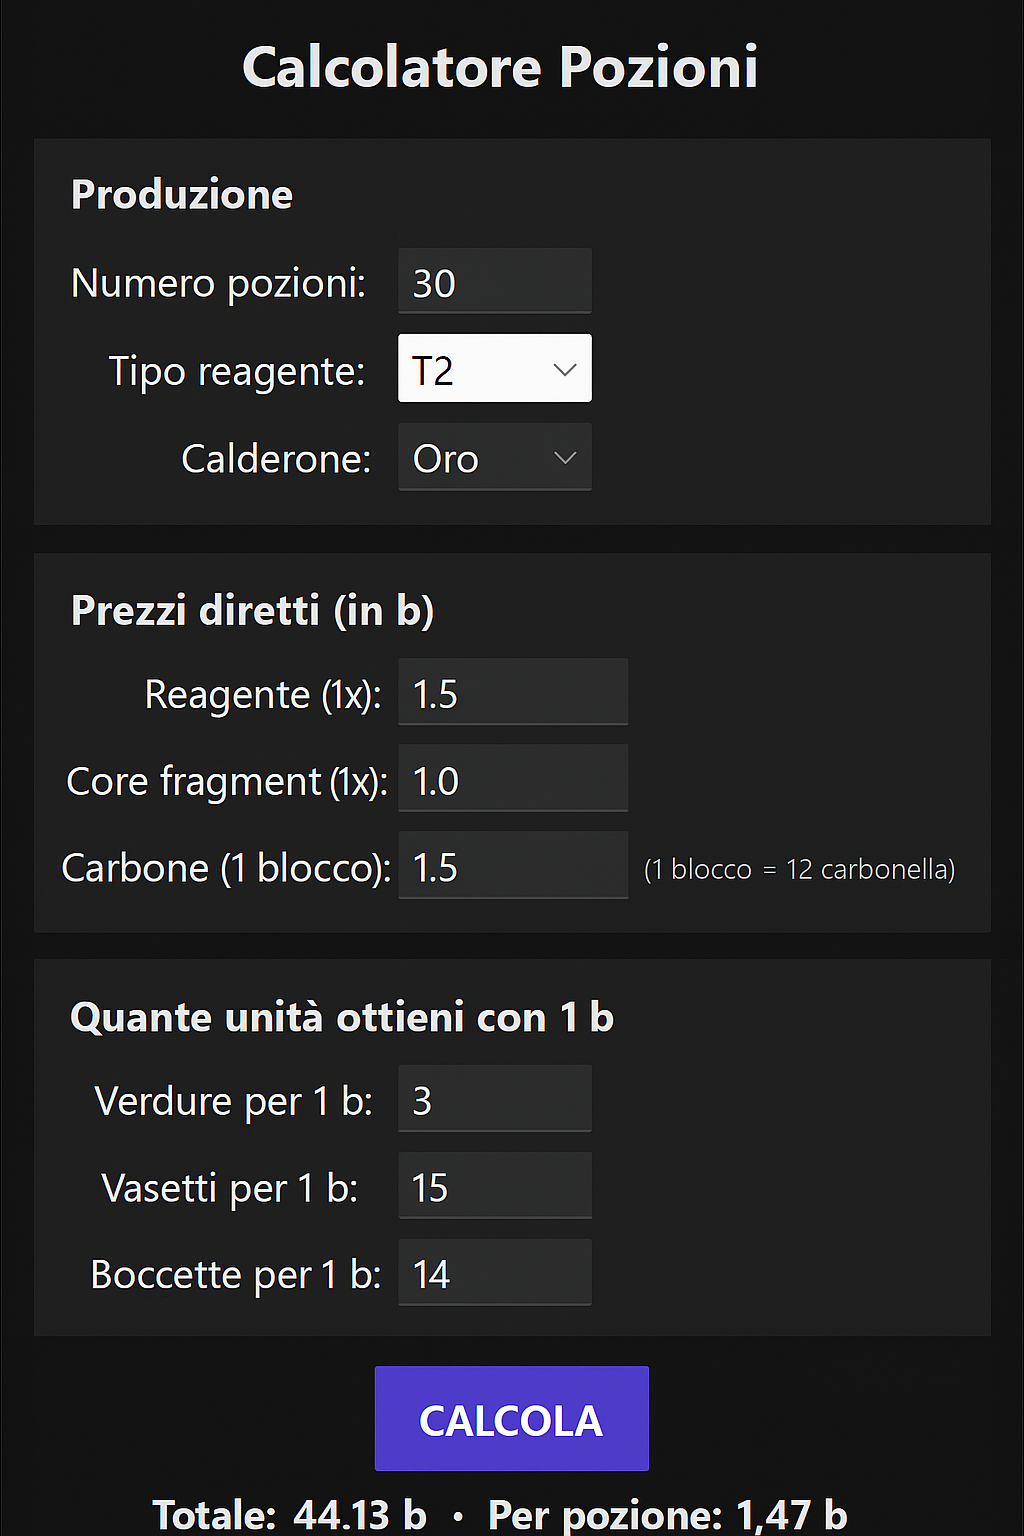 Calcolatore Pozioni
Produzione
Numero pozioni: 30
Tipo reagente: T2
Calderone: Oro
Prezzi diretti (in b)
Reagente (1x): 1.5
Core fragment (1x): 1.0
Carbone (1 blocco): 1.5 (1 blocco = 12 carbonella)
Quante unità ottieni con 1 b
Verdure per 1 b: 3
Vasetti per 1 b: 15
Boccette per 1 b: 14
CALCOLA
Totale: 44.13 b • Per pozione: 1,47 b